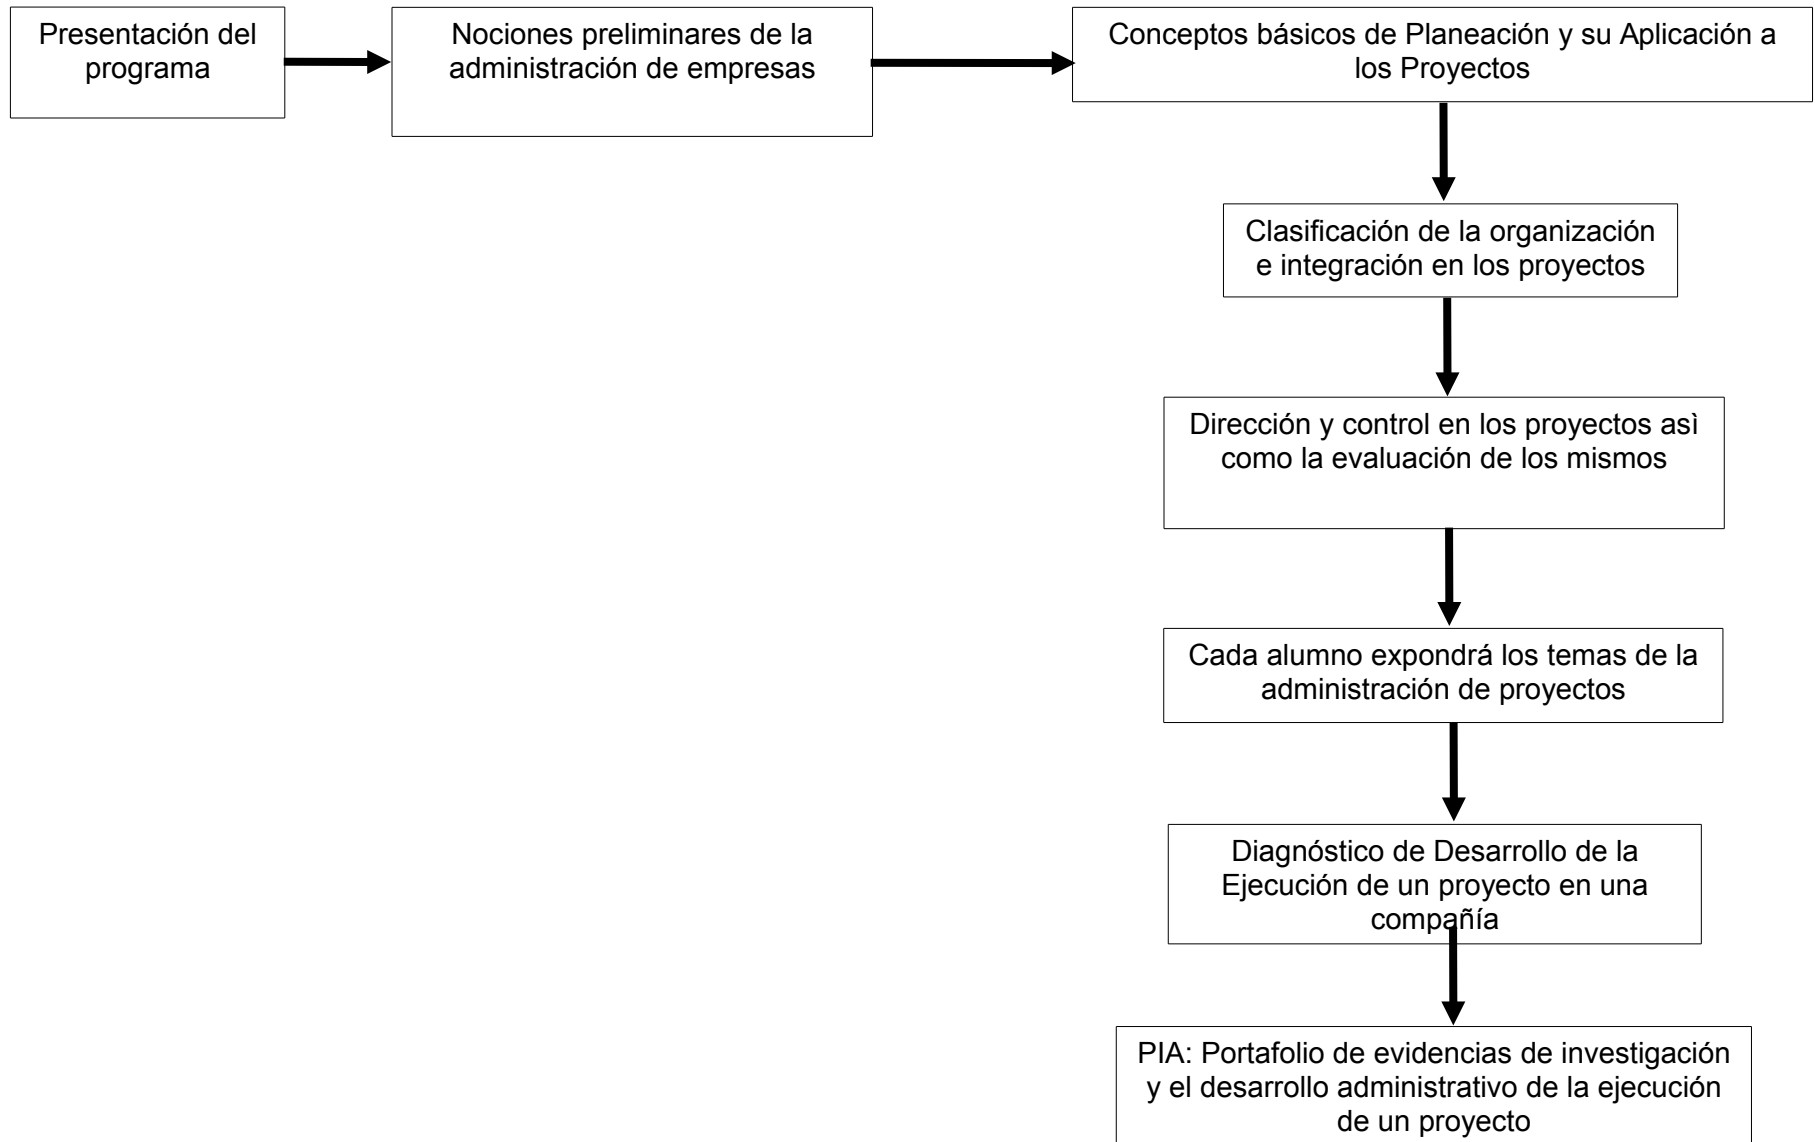 Presentación del
programa
Nociones preliminares de la
administración de empresas
Conceptos básicos de Planeación y su Aplicación a
los Proyectos
Clasificación de la organización
e integración en los proyectos
Dirección y control en los proyectos asì
como la evaluación de los mismos
Cada alumno expondrá los temas de la
administración de proyectos
Diagnóstico de Desarrollo de la
Ejecución de un proyecto en una
compañía
PIA: Portafolio de evidencias de investigación
y el desarrollo administrativo de la ejecución
de un proyecto